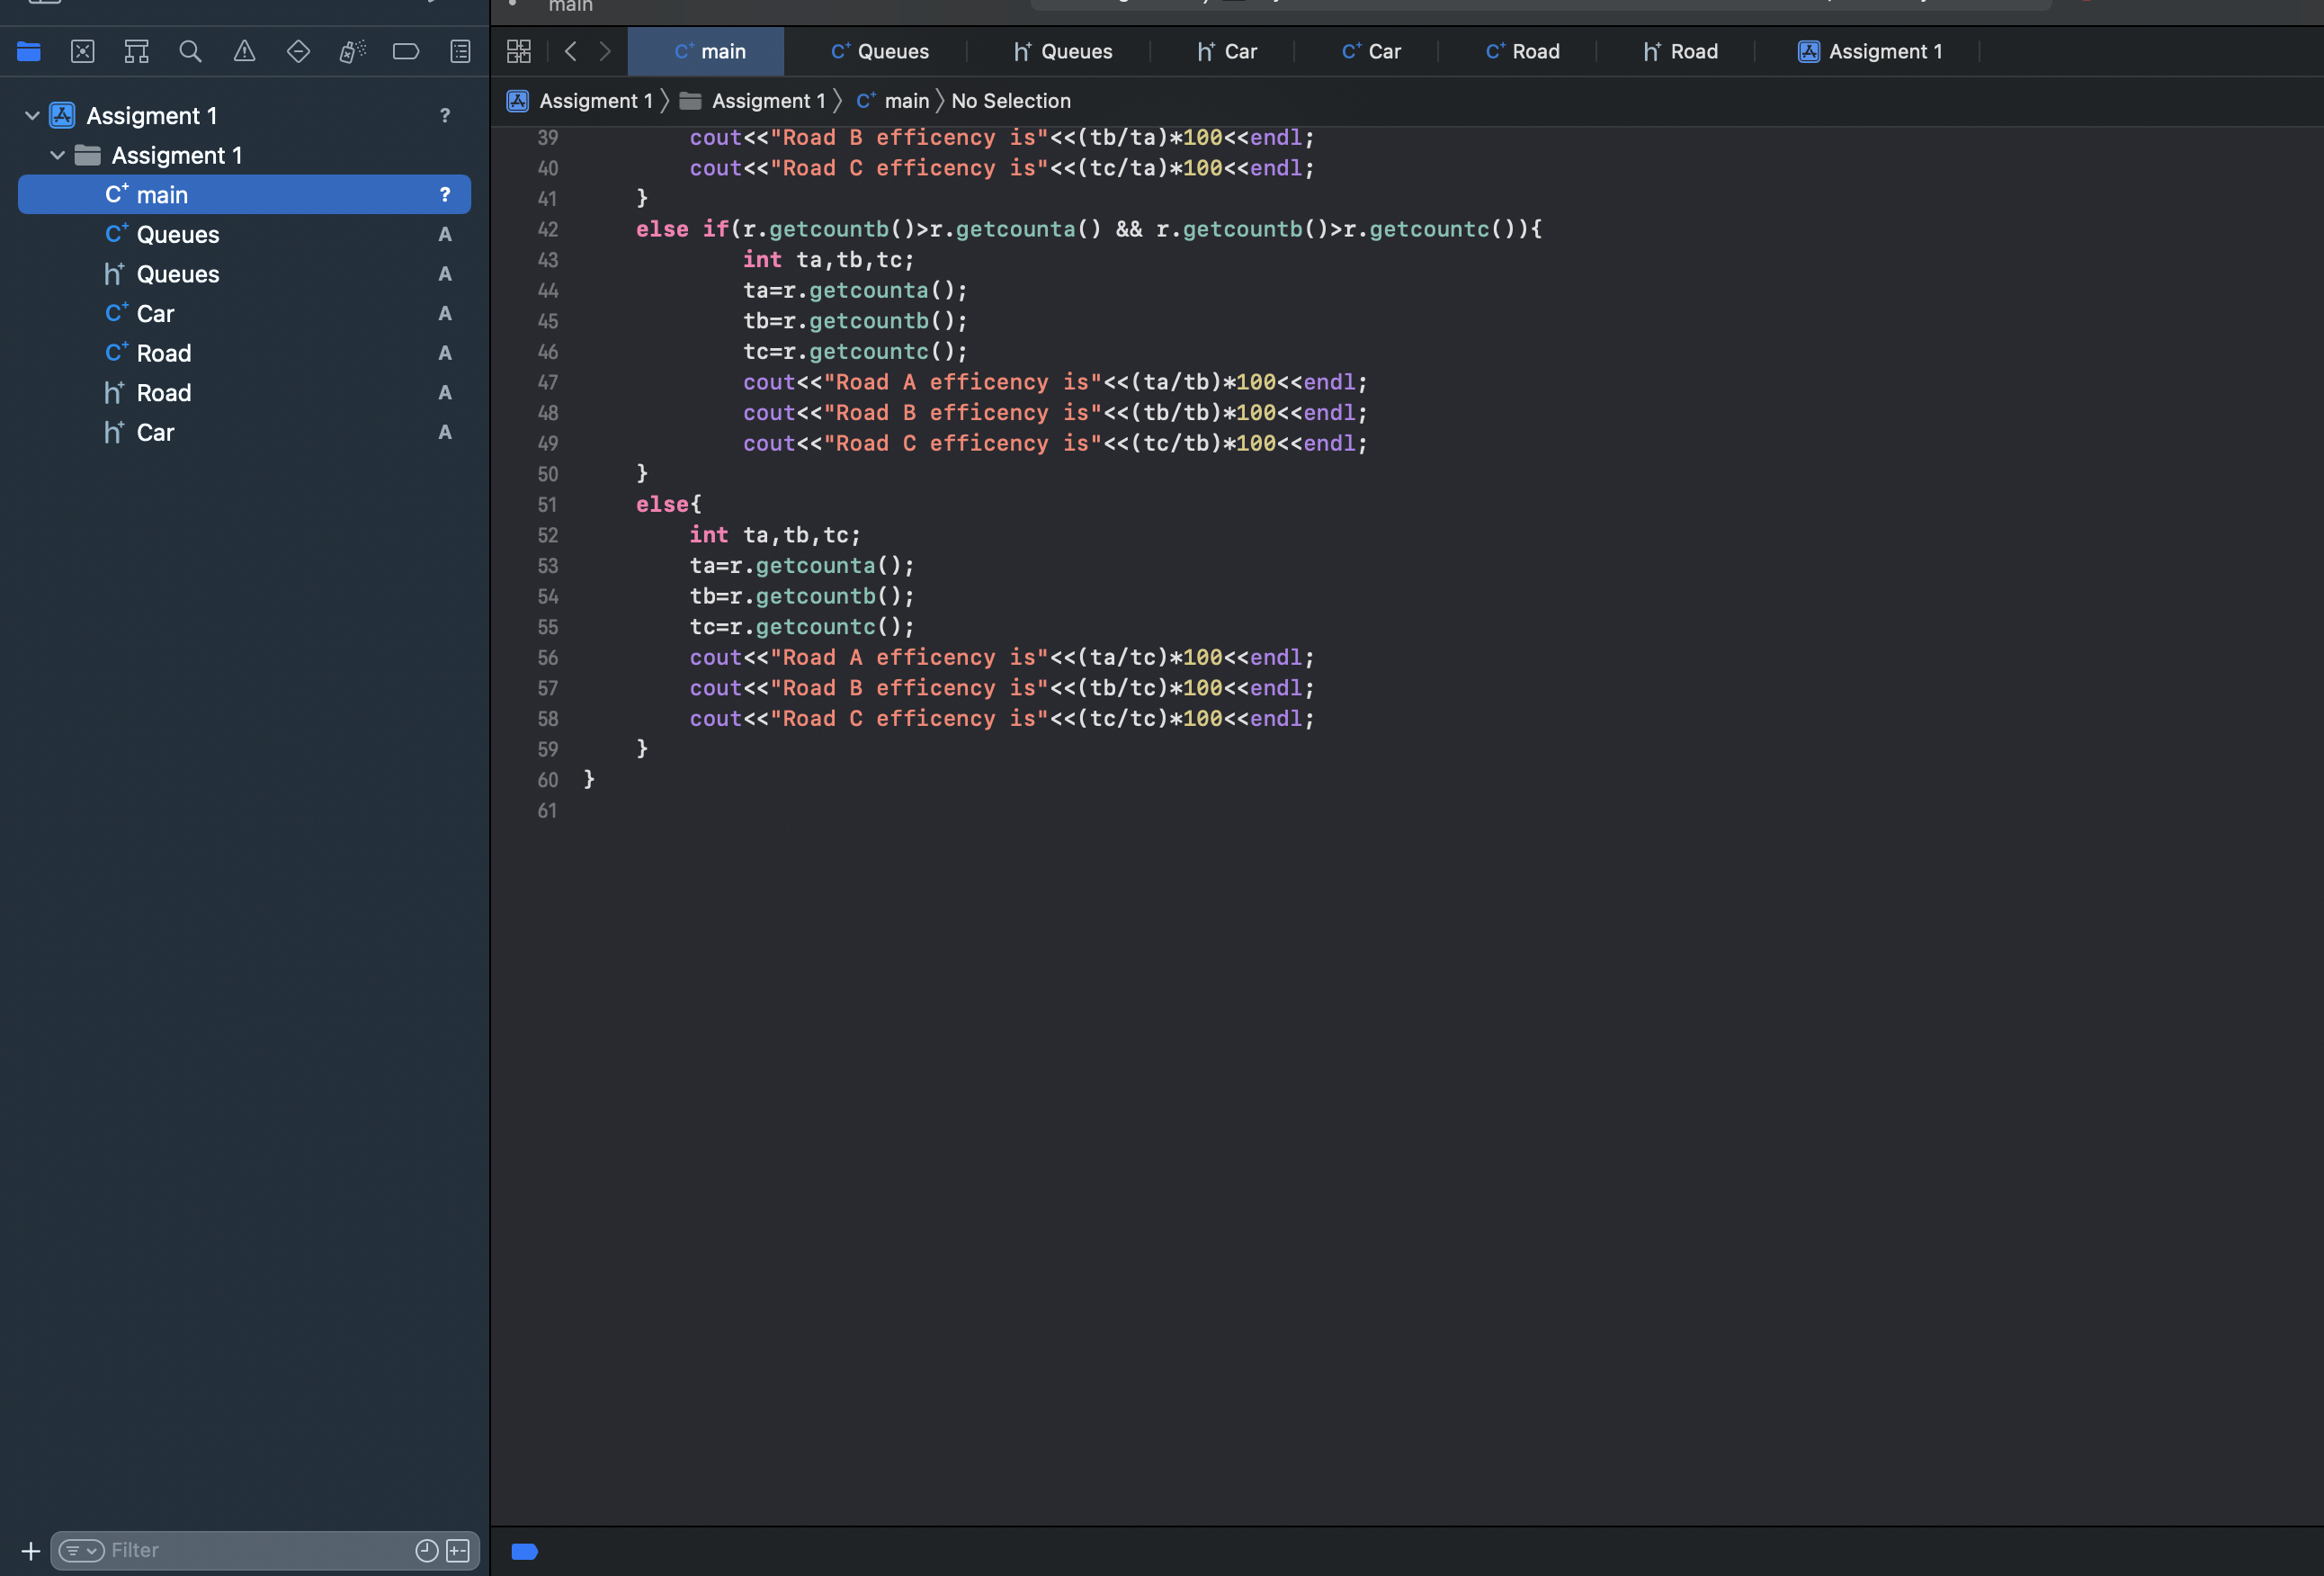 main
main
Queues
Queues
Car
Car
Road
Road
Assigment 1
Assigment 1
Assigment 1
main
No Selection
Assigment 1 ?
Assigment 1
main ?
Queues A
Queues A
Car A
Road A
Road A
Car A
39 cout<<"Road B efficency is"<<(tb/ta)*100<<endl;
40 cout<<"Road C efficency is"<<(tc/ta)*100<<endl;
41 }
42 else if(r.getcountb()>r.getcounta() && r.getcountb()>r.getcountc()){
43 int ta,tb,tc;
44 ta=r.getcounta();
45 tb=r.getcountb();
46 tc=r.getcountc();
47 cout<<"Road A efficency is"<<(ta/tb)*100<<endl;
48 cout<<"Road B efficency is"<<(tb/tb)*100<<endl;
49 cout<<"Road C efficency is"<<(tc/tb)*100<<endl;
50 }
51 else{
52 int ta,tb,tc;
53 ta=r.getcounta();
54 tb=r.getcountb();
55 tc=r.getcountc();
56 cout<<"Road A efficency is"<<(ta/tc)*100<<endl;
57 cout<<"Road B efficency is"<<(tb/tc)*100<<endl;
58 cout<<"Road C efficency is"<<(tc/tc)*100<<endl;
59 }
60 }
61
Filter